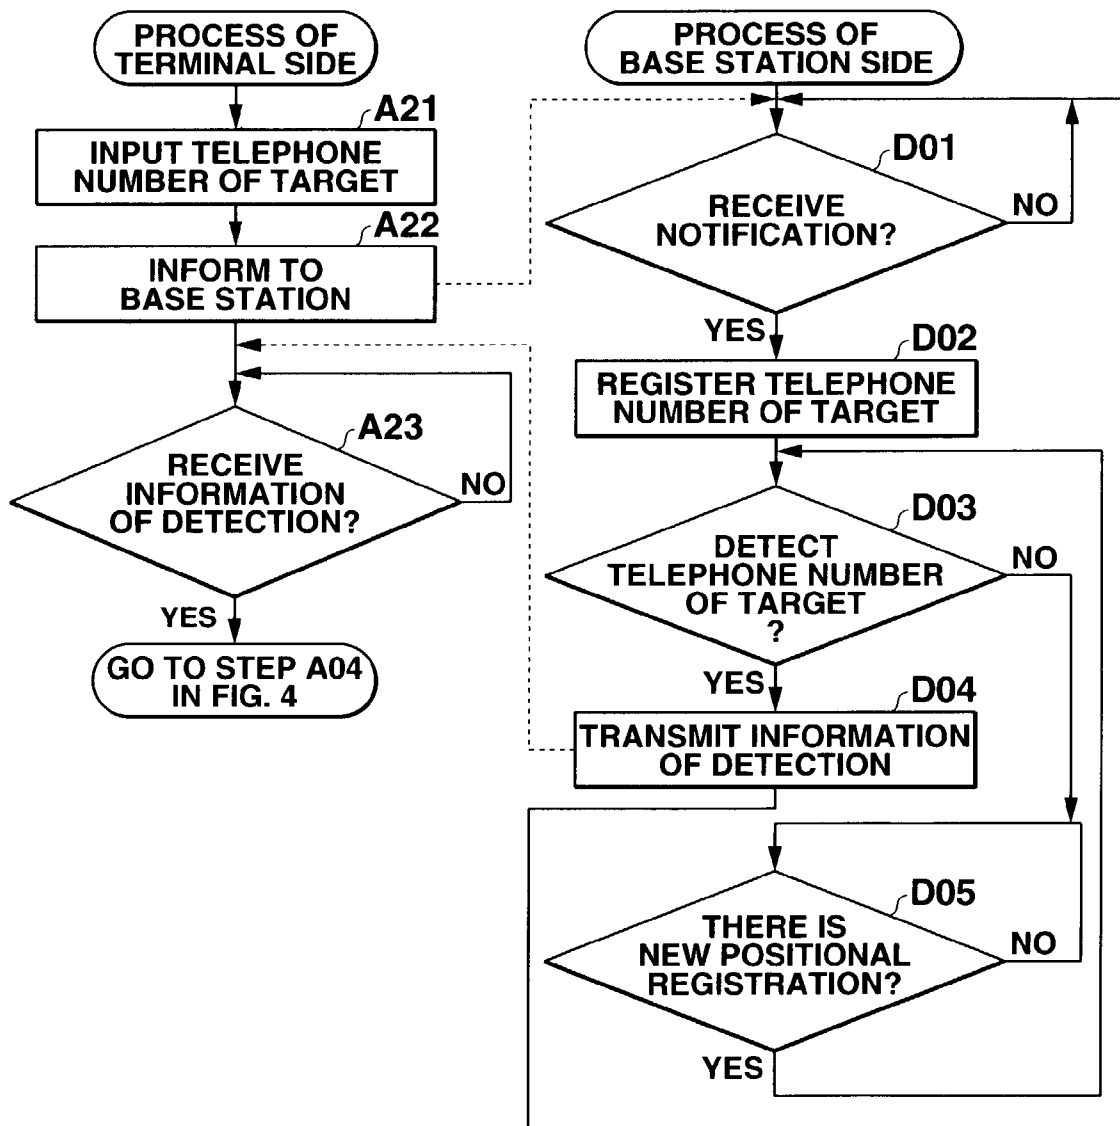 PROCESS OF
TERMINAL SIDE
A21
INPUT TELEPHONE
NUMBER OF TARGET
A22
INFORM TO
BASE STATION
A23
RECEIVE
INFORMATION
OF DETECTION?
NO
YES
GO TO STEP A04
IN FIG. 4
PROCESS OF
BASE STATION SIDE
D01
RECEIVE
NOTIFICATION?
NO
YES
D02
REGISTER TELEPHONE
NUMBER OF TARGET
D03
DETECT
TELEPHONE NUMBER
OF TARGET
?
NO
YES
D04
TRANSMIT INFORMATION
OF DETECTION
D05
THERE IS
NEW POSITIONAL
REGISTRATION?
NO
YES